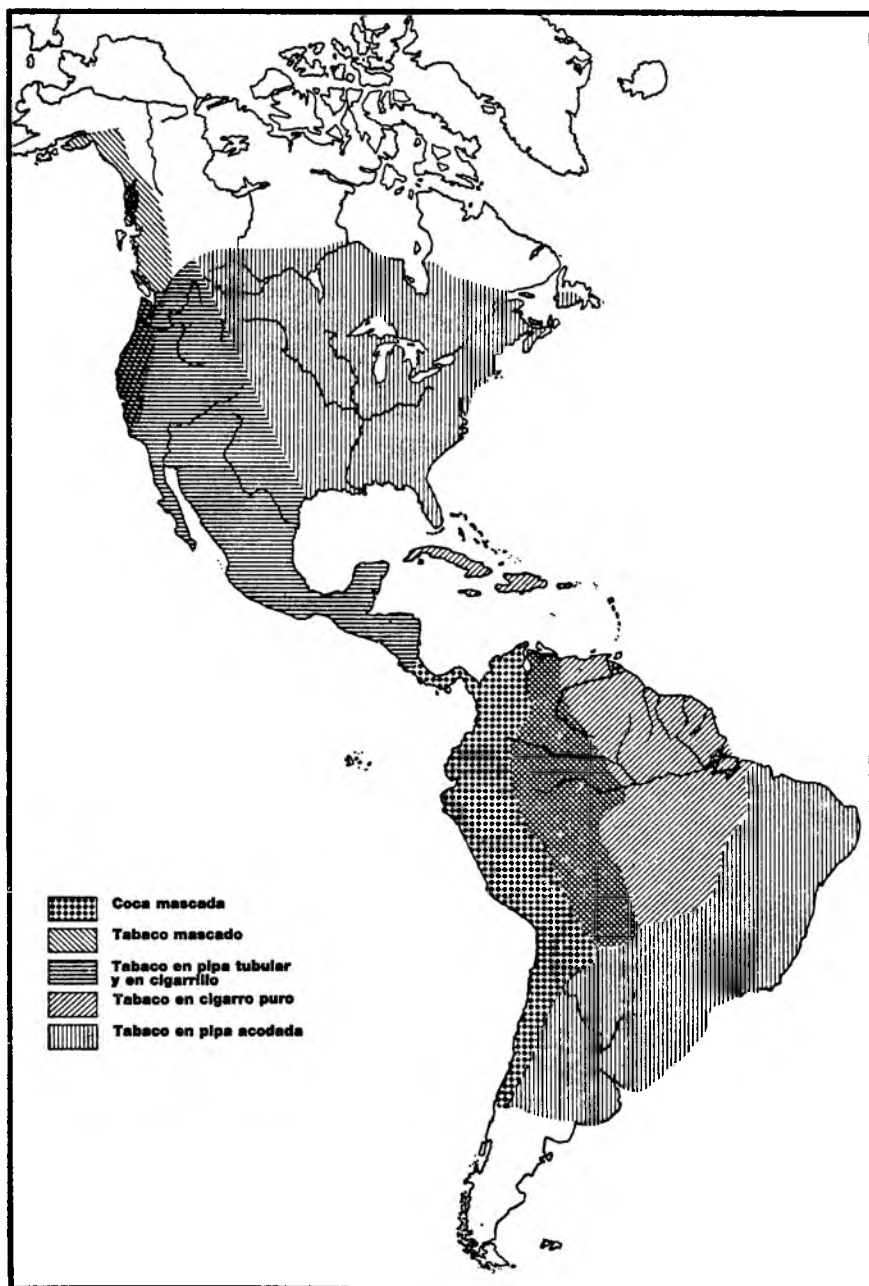 Coca mascada
Tabaco mascado
Tabaco en pipa tubular
y en cigarrillo
Tabaco en cigarro puro
Tabaco en pipa acodada